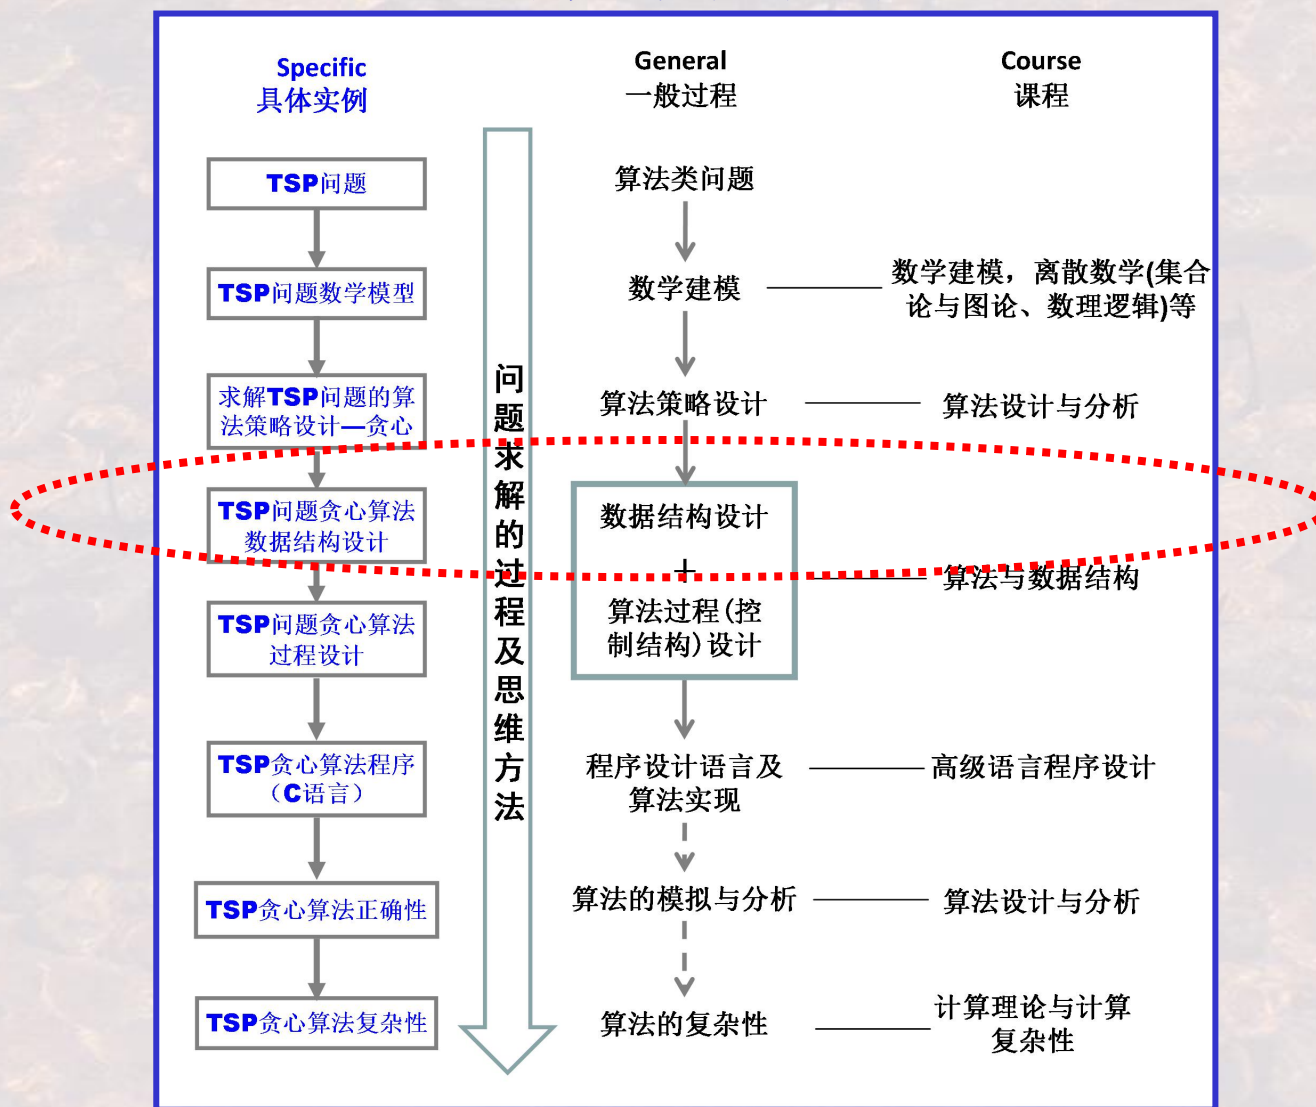 Specific
具体实例
TSP问题
TSP问题数学模型
求解TSP问题的算
法策略设计—贪心
TSP问题贪心算法
数据结构设计
TSP问题贪心算法
过程设计
TSP贪心算法程序
（C语言）
TSP贪心算法正确性
TSP贪心算法复杂性
问题求解的过程及思维方法
General
一般过程
算法类问题
数学建模
算法策略设计
数据结构设计
+
算法过程(控
制结构)设计
程序设计语言及
算法实现
算法的模拟与分析
算法的复杂性
Course
课程
数学建模，离散数学(集合
论与图论、数理逻辑)等
算法设计与分析
算法与数据结构
高级语言程序设计
算法设计与分析
计算理论与计算
复杂性